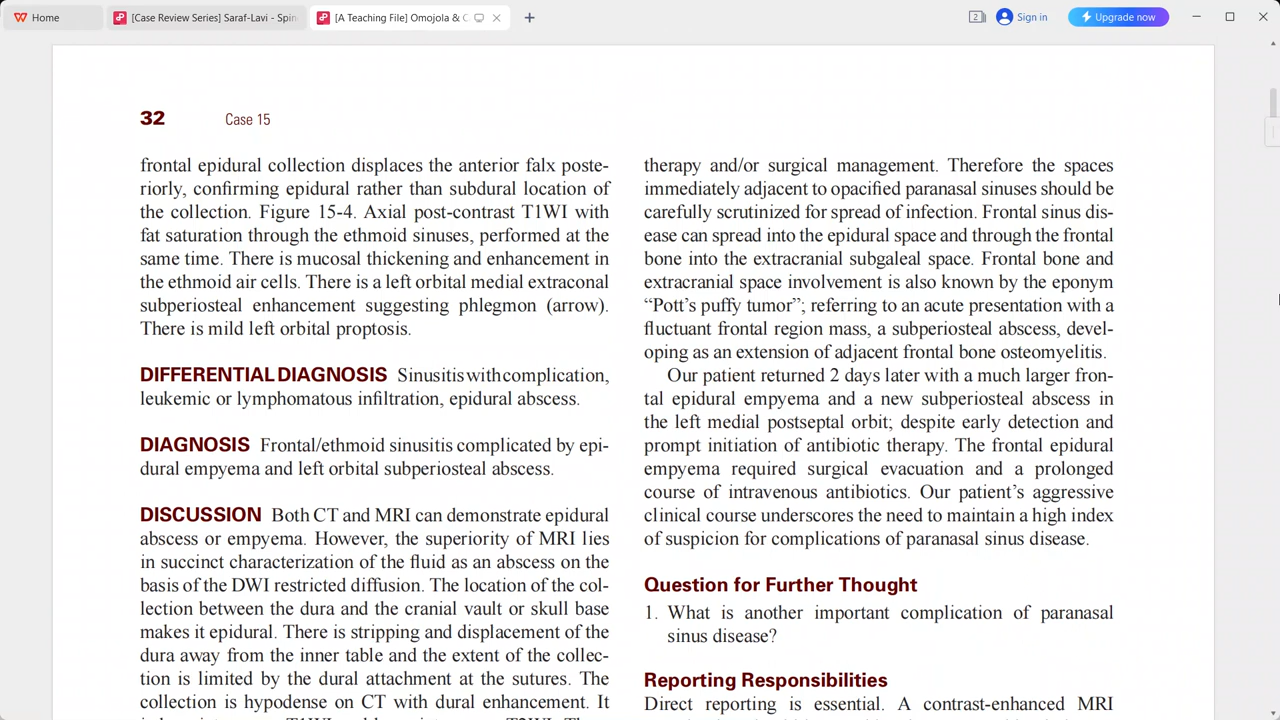 Home
[Case Review Series] Saraf-Lavi - Spin
[A Teaching File] Omojola & C
2
Sign in
Upgrade now
32 Case 15
frontal epidural collection displaces the anterior falx poste-
riorly, confirming epidural rather than subdural location of
the collection. Figure 15-4. Axial post-contrast T1WI with
fat saturation through the ethmoid sinuses, performed at the
same time. There is mucosal thickening and enhancement in
the ethmoid air cells. There is a left orbital medial extraconal
subperiosteal enhancement suggesting phlegmon (arrow).
There is mild left orbital proptosis.
DIFFERENTIAL DIAGNOSIS Sinusitis with complication,
leukemic or lymphomatous infiltration, epidural abscess.
DIAGNOSIS Frontal/ethmoid sinusitis complicated by epi-
dural empyema and left orbital subperiosteal abscess.
DISCUSSION Both CT and MRI can demonstrate epidural
abscess or empyema. However, the superiority of MRI lies
in succinct characterization of the fluid as an abscess on the
basis of the DWI restricted diffusion. The location of the col-
lection between the dura and the cranial vault or skull base
makes it epidural. There is stripping and displacement of the
dura away from the inner table and the extent of the collec-
tion is limited by the dural attachment at the sutures. The
collection is hypodense on CT with dural enhancement. It
therapy and/or surgical management. Therefore the spaces
immediately adjacent to opacified paranasal sinuses should be
carefully scrutinized for spread of infection. Frontal sinus dis-
ease can spread into the epidural space and through the frontal
bone into the extracranial subgaleal space. Frontal bone and
extracranial space involvement is also known by the eponym
“Pott’s puffy tumor”; referring to an acute presentation with a
fluctuant frontal region mass, a subperiosteal abscess, devel-
oping as an extension of adjacent frontal bone osteomyelitis.
Our patient returned 2 days later with a much larger fron-
tal epidural empyema and a new subperiosteal abscess in
the left medial postseptal orbit; despite early detection and
prompt initiation of antibiotic therapy. The frontal epidural
empyema required surgical evacuation and a prolonged
course of intravenous antibiotics. Our patient’s aggressive
clinical course underscores the need to maintain a high index
of suspicion for complications of paranasal sinus disease.
Question for Further Thought
1. What is another important complication of paranasal
sinus disease?
Reporting Responsibilities
Direct reporting is essential. A contrast-enhanced MRI